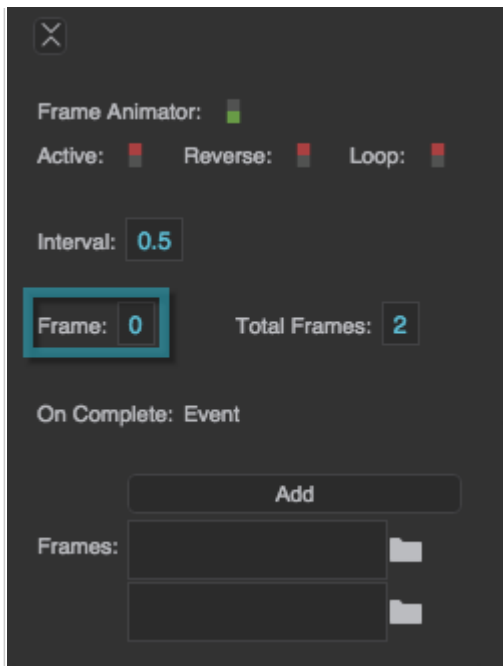 Frame Animator:
Active: Reverse: Loop:
Interval: 0.5
Frame: 0 Total Frames: 2
On Complete: Event
Add
Frames: